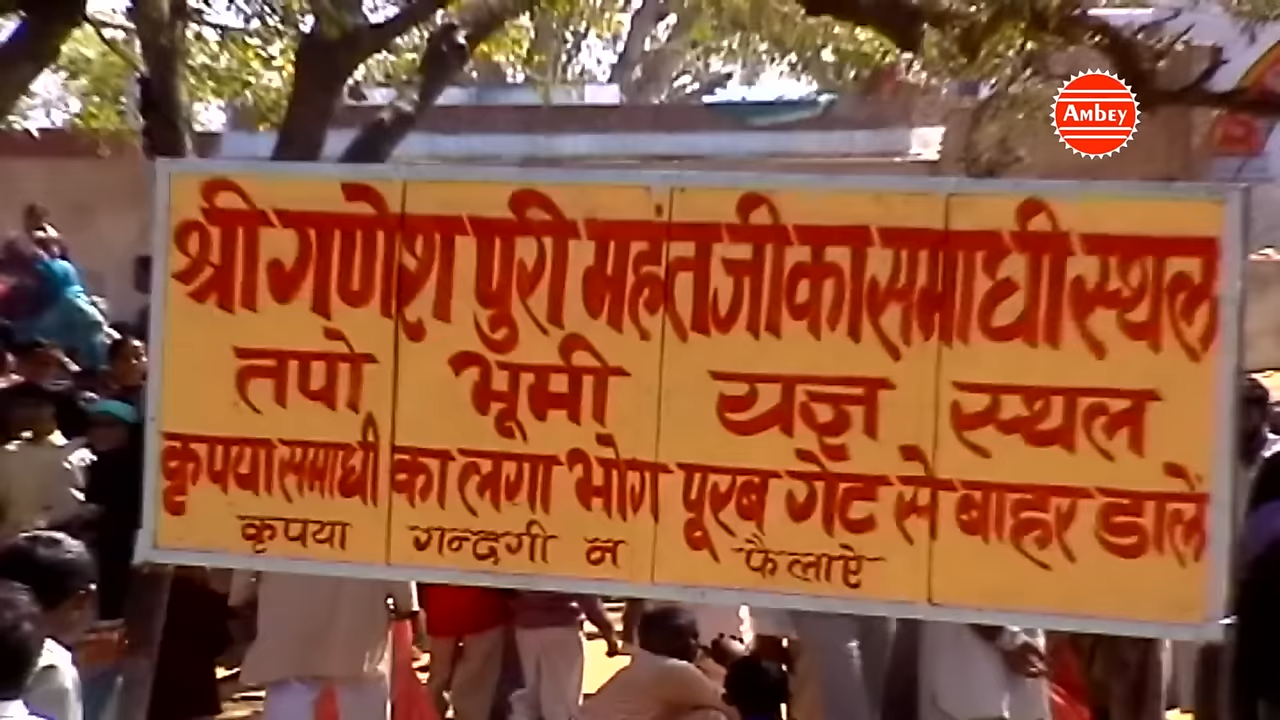 Ambey
श्री गणेश पुरी महंत जी का समाधी स्थल
तपो भूमी यज्ञ स्थल
कृपया समाधी का लगा भोग पूरब गेट से बाहर डालें
कृपया गन्दगी न फैलाऐ